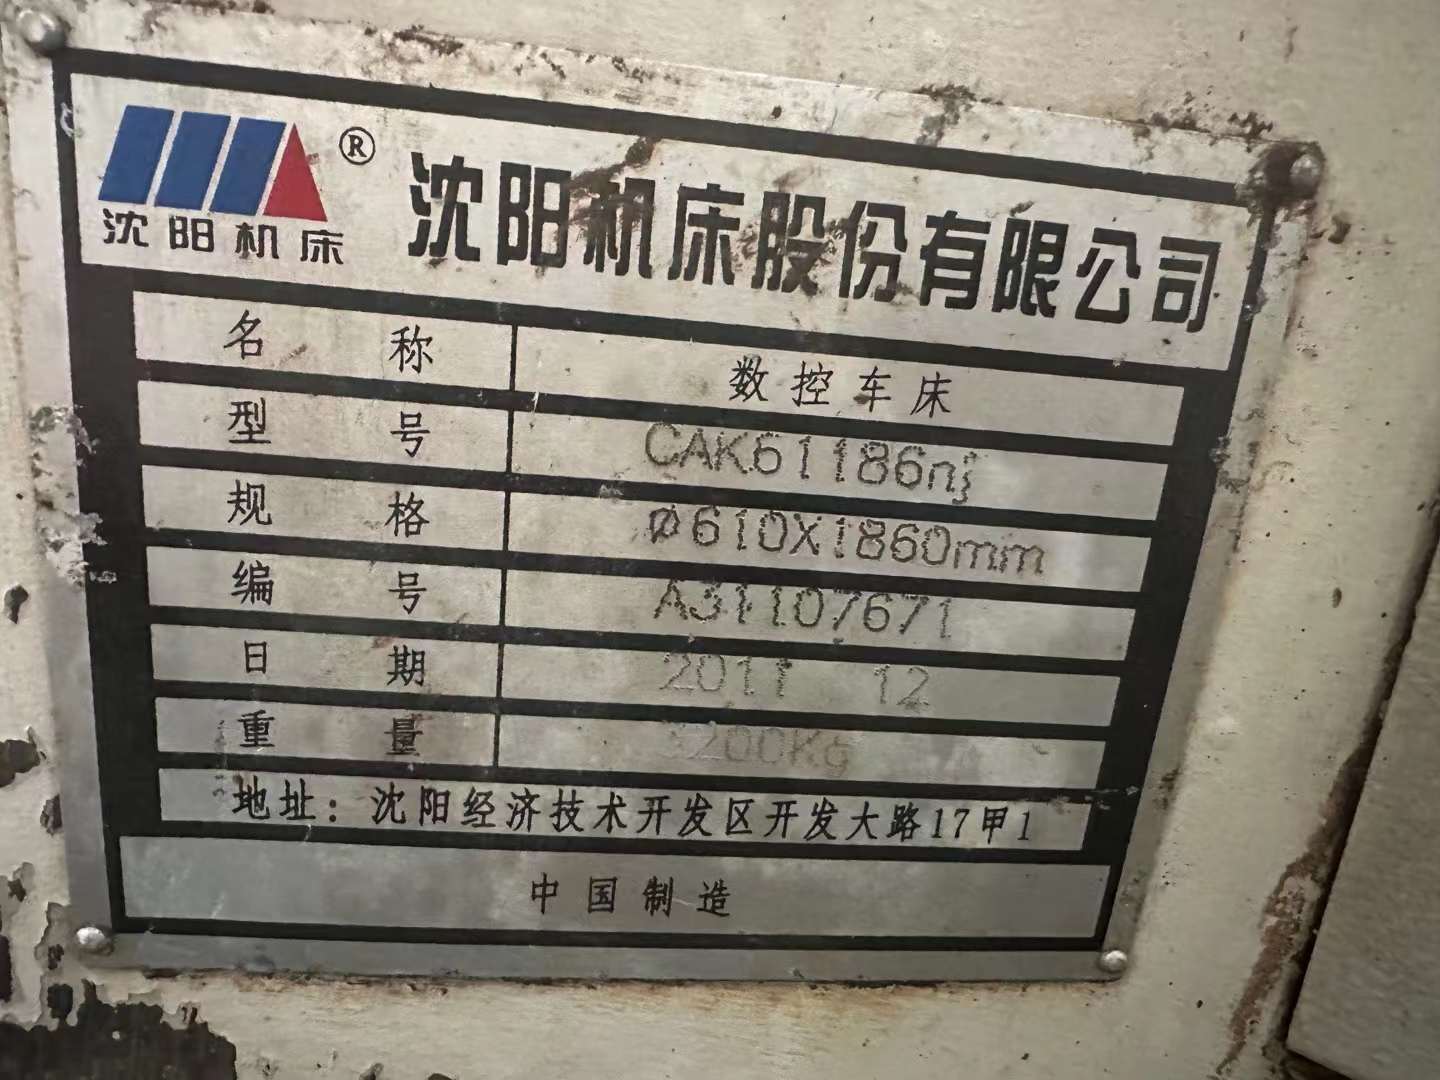 沈阳机床 ®
沈阳机床股份有限公司
名 称 数控车床
型 号 CAK61186nj
规 格 ø610X1860mm
编 号 A31107671
日 期 2011 12
重 量 200Kg
地址：沈阳经济技术开发区开发大路17甲1
中国制造